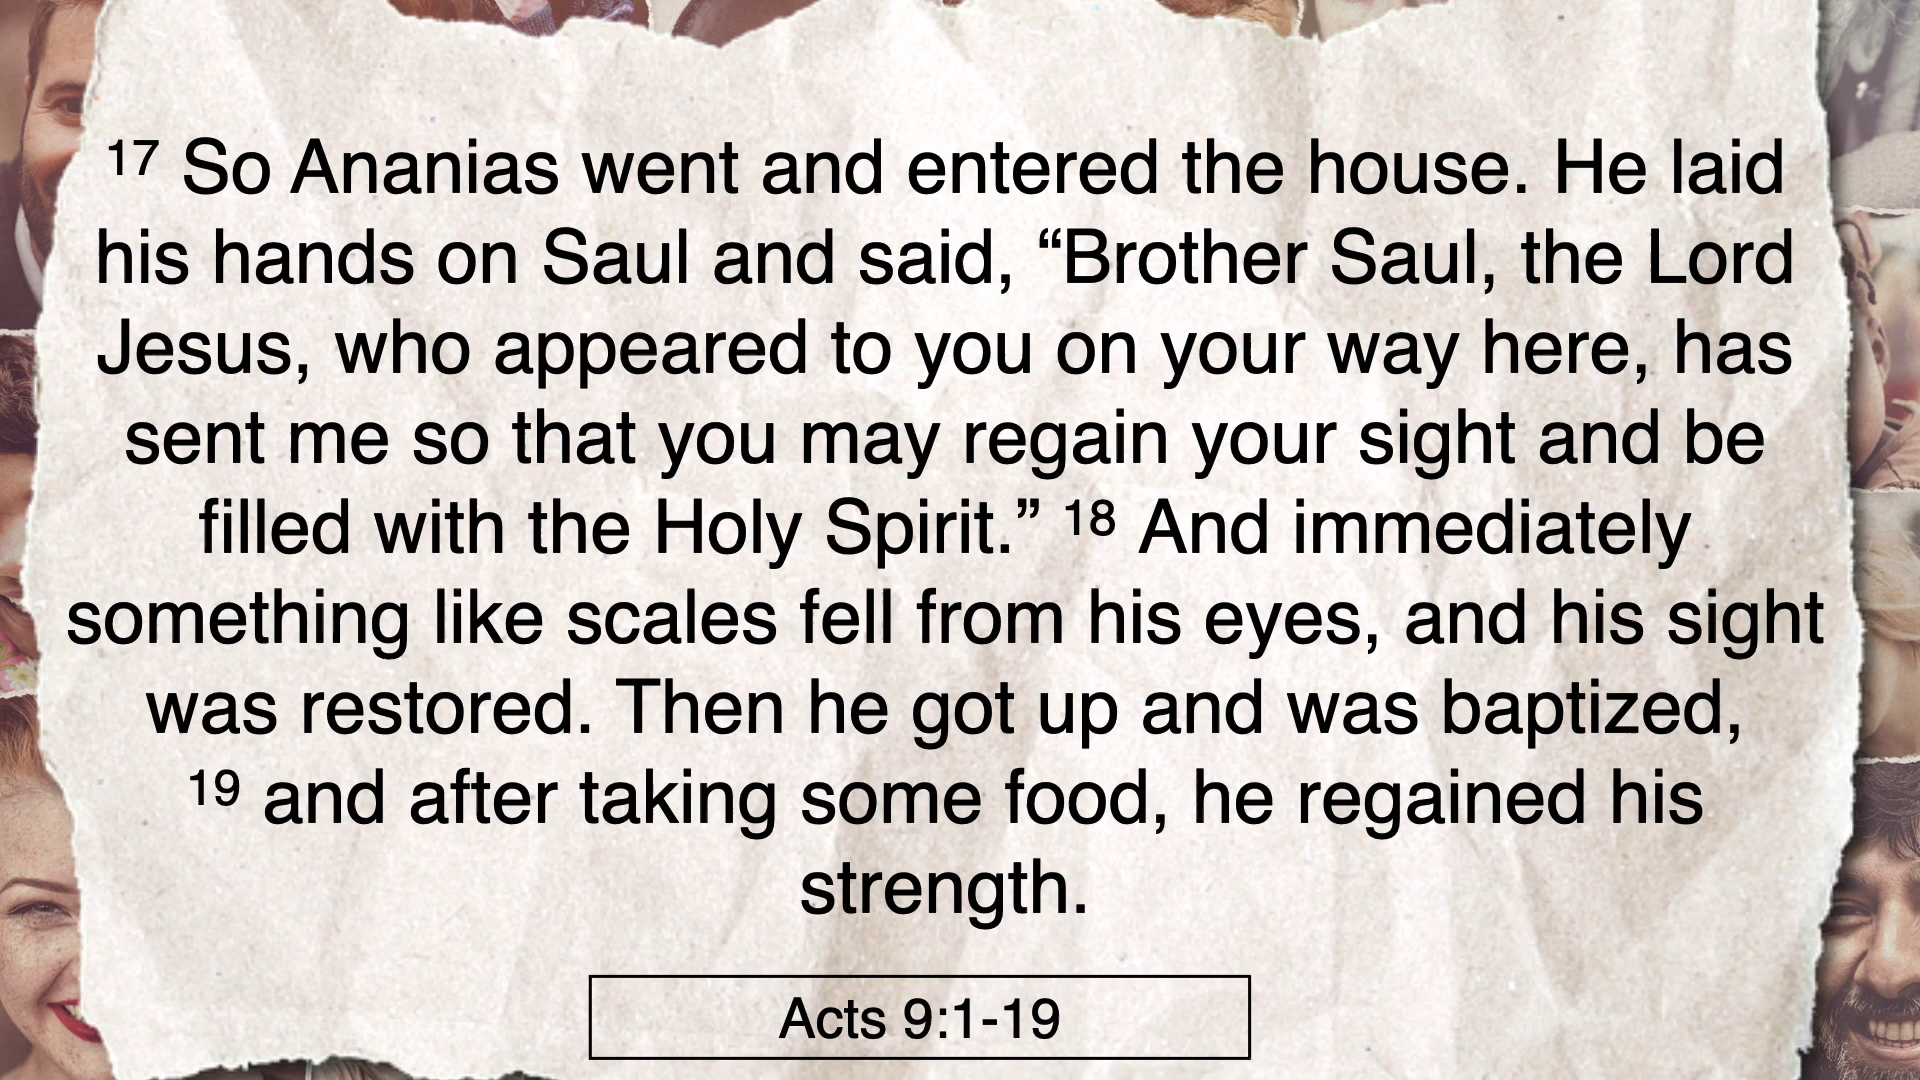 17 So Ananias went and entered the house. He laid
his hands on Saul and said, “Brother Saul, the Lord
Jesus, who appeared to you on your way here, has
sent me so that you may regain your sight and be
filled with the Holy Spirit.” 18 And immediately
something like scales fell from his eyes, and his sight
was restored. Then he got up and was baptized,
19 and after taking some food, he regained his
strength.
Acts 9:1-19